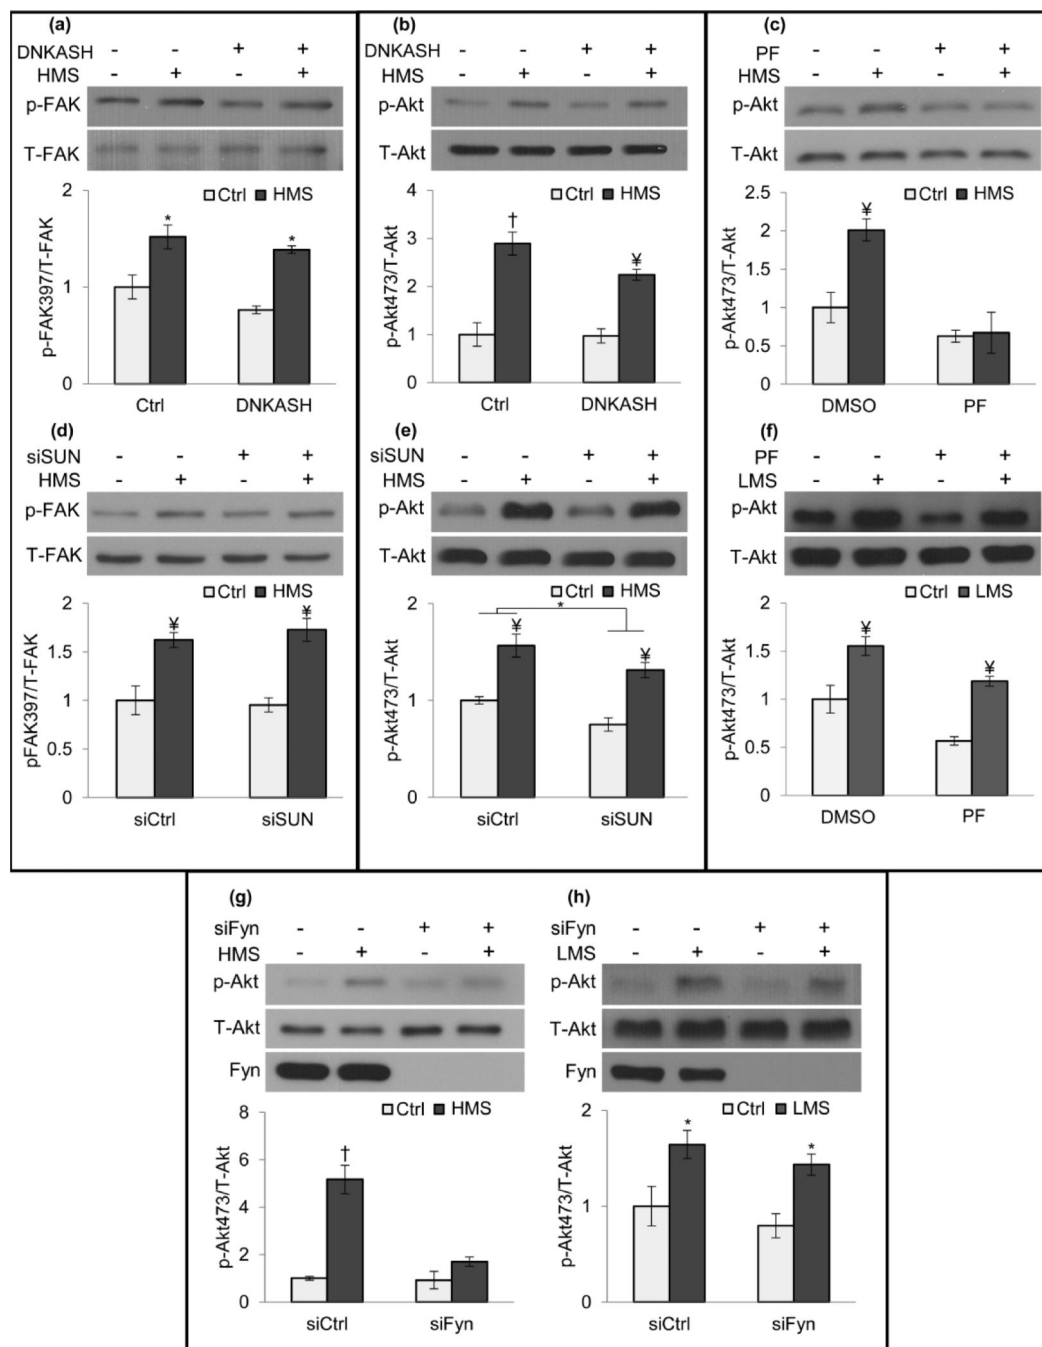 (a)
DNKASH - - + +
HMS - + - +
p-FAK
T-FAK
Ctrl HMS
p-FAK397/T-FAK
2
1
0
* *
Ctrl DNKASH
(b)
DNKASH - - + +
HMS - + - +
p-Akt
T-Akt
Ctrl HMS
p-Akt473/T-Akt
4
3
2
1
0
† ¥
Ctrl DNKASH
(c)
PF - - + +
HMS - + - +
p-Akt
T-Akt
Ctrl HMS
p-Akt473/T-Akt
2.5
2
1.5
1
0.5
0
¥
DMSO PF
(d)
siSUN - - + +
HMS - + - +
p-FAK
T-FAK
Ctrl HMS
pFAK397/T-FAK
2
1
0.5
0
¥ ¥
siCtrl siSUN
(e)
siSUN - - + +
HMS - + - +
p-Akt
T-Akt
Ctrl HMS
p-Akt473/T-Akt
2
1
0
*
¥ ¥
siCtrl siSUN
(f)
PF - - + +
LMS - + - +
p-Akt
T-Akt
Ctrl LMS
p-Akt473/T-Akt
2
1.5
1
0.5
0
¥ ¥
DMSO PF
(g)
siFyn - - + +
HMS - + - +
p-Akt
T-Akt
Fyn
Ctrl HMS
p-Akt473/T-Akt
8
6
4
2
0
†
siCtrl siFyn
(h)
siFyn - - + +
LMS - + - +
p-Akt
T-Akt
Fyn
Ctrl LMS
p-Akt473/T-Akt
2
1
0
* *
siCtrl siFyn